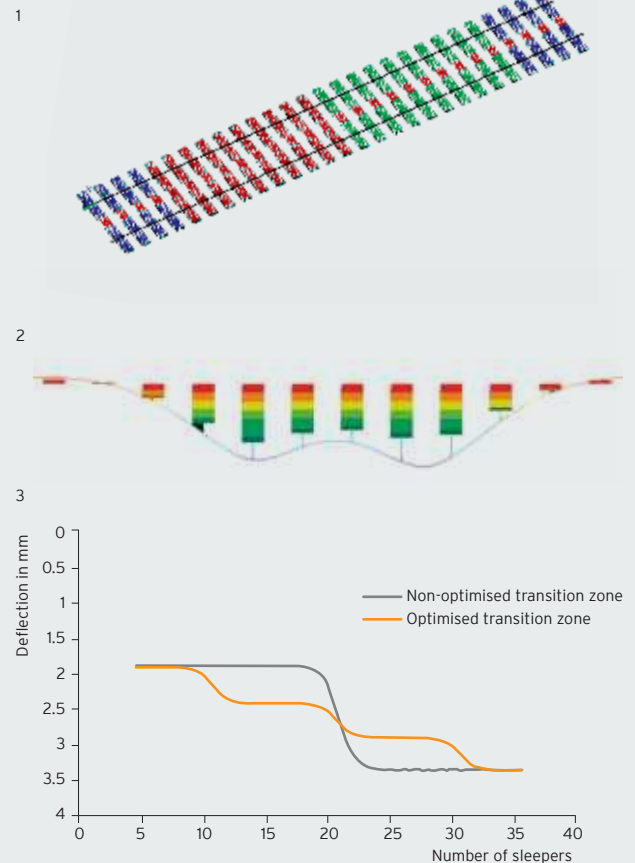 1
2
3
Deflection in mm
0
0.5
1
1.5
2
2.5
3
3.5
4
Non-optimised transition zone
Optimised transition zone
0 5 10 15 20 25 30 35 40
Number of sleepers